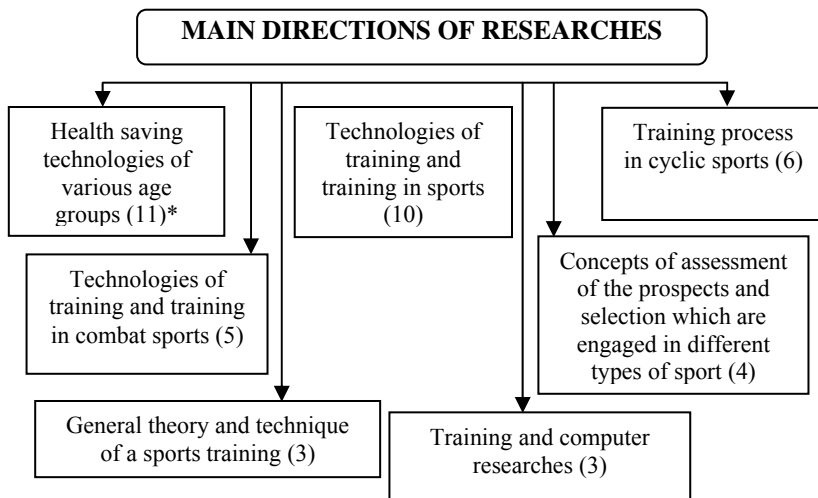 MAIN DIRECTIONS OF RESEARCHES
Health saving
technologies of
various age
groups (11)*
Technologies of
training and
training in sports
(10)
Training process
in cyclic sports (6)
Technologies of
training and training
in combat sports (5)
Concepts of assessment
of the prospects and
selection which are
engaged in different
types of sport (4)
General theory and technique
of a sports training (3)
Training and computer
researches (3)